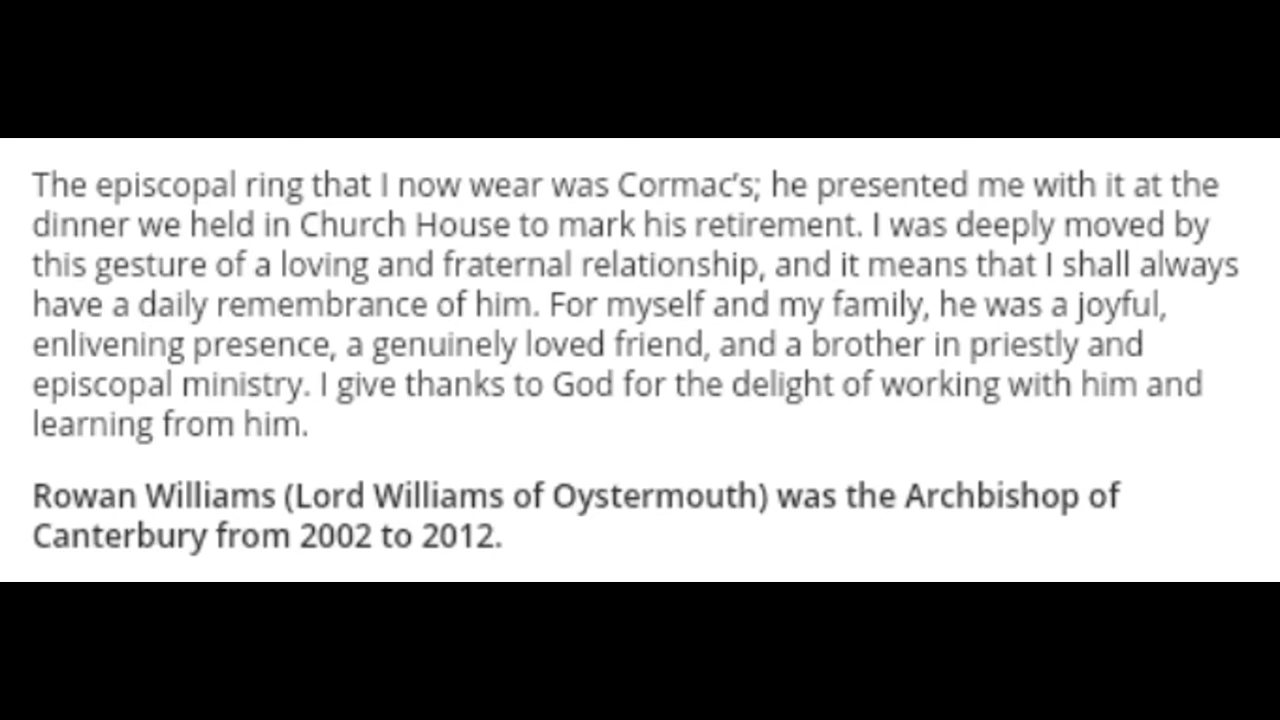 The episcopal ring that I now wear was Cormac’s; he presented me with it at the
dinner we held in Church House to mark his retirement. I was deeply moved by
this gesture of a loving and fraternal relationship, and it means that I shall always
have a daily remembrance of him. For myself and my family, he was a joyful,
enlivening presence, a genuinely loved friend, and a brother in priestly and
episcopal ministry. I give thanks to God for the delight of working with him and
learning from him.
Rowan Williams (Lord Williams of Oystermouth) was the Archbishop of
Canterbury from 2002 to 2012.